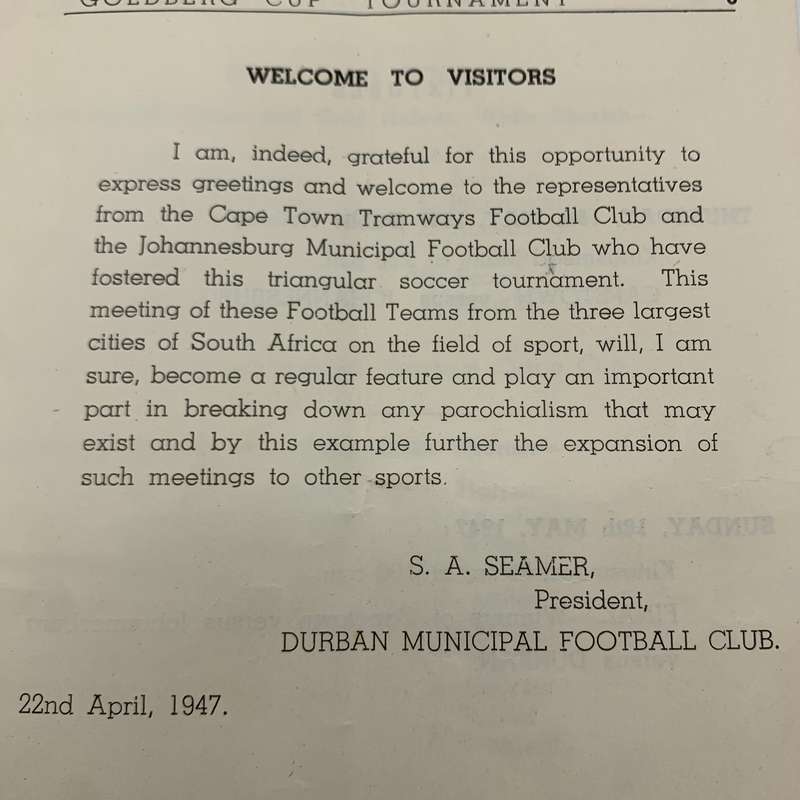 GOLDBERG CUP TOURNAMENT
WELCOME TO VISITORS
I am, indeed, grateful for this opportunity to
express greetings and welcome to the representatives
from the Cape Town Tramways Football Club and
the Johannesburg Municipal Football Club who have
fostered this triangular soccer tournament. This
meeting of these Football Teams from the three largest
cities of South Africa on the field of sport, will, I am
sure, become a regular feature and play an important
part in breaking down any parochialism that may
exist and by this example further the expansion of
such meetings to other sports.
S. A. SEAMER,
President,
DURBAN MUNICIPAL FOOTBALL CLUB.
22nd April, 1947.